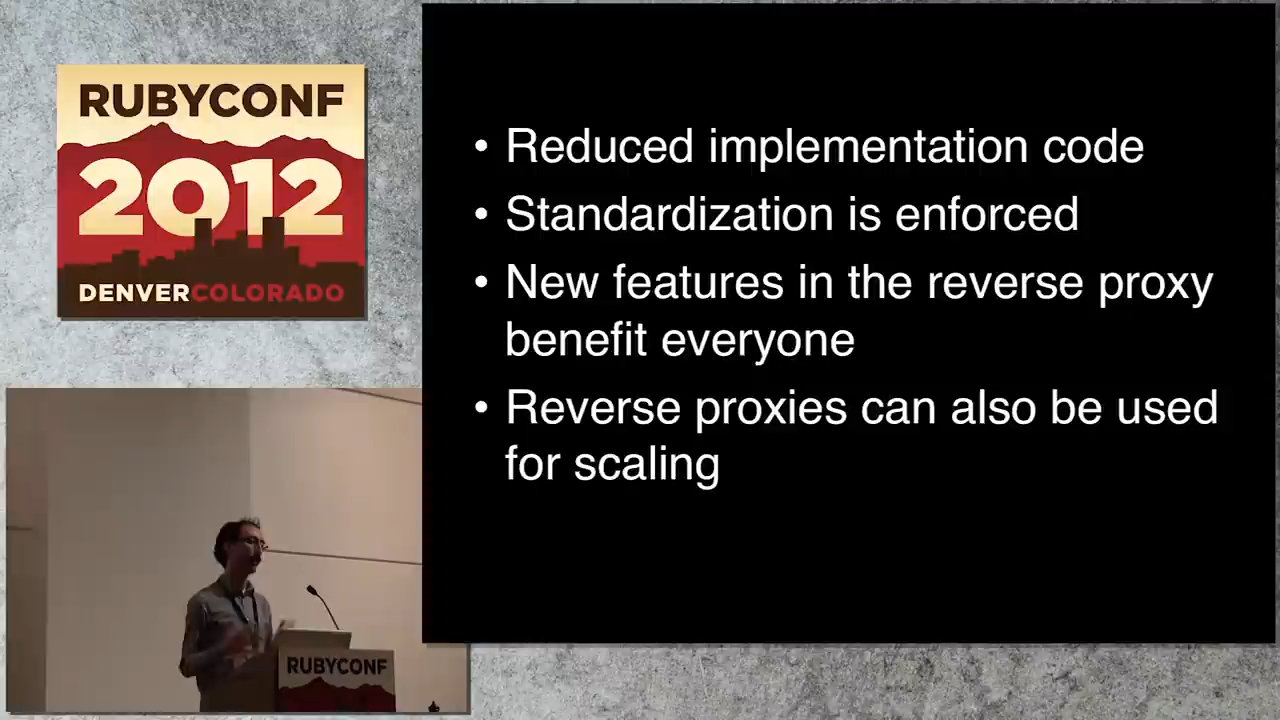 RUBYCONF
2012
DENVERCOLORADO
• Reduced implementation code
• Standardization is enforced
• New features in the reverse proxy
benefit everyone
• Reverse proxies can also be used
for scaling
RUBYCONF